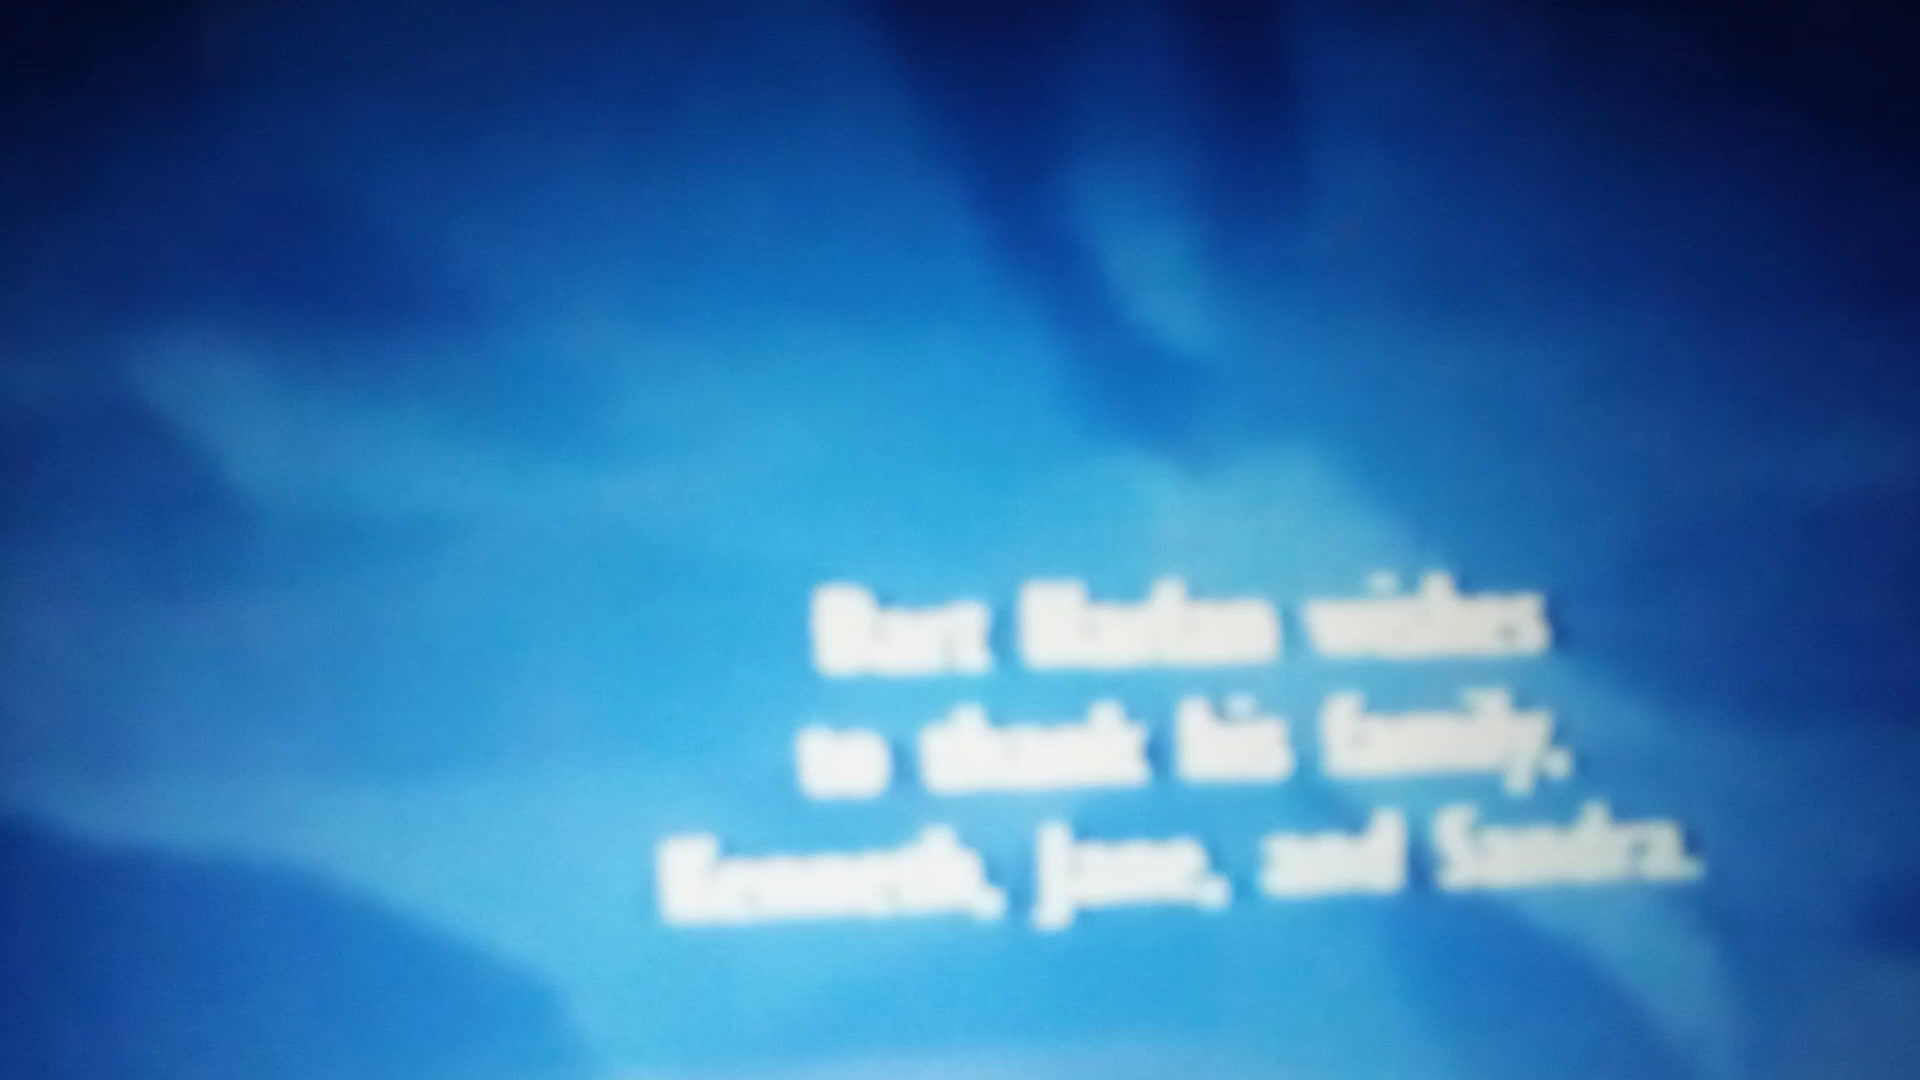 wishes
to thank his family,
Kenneth, Jane, and Sandra.